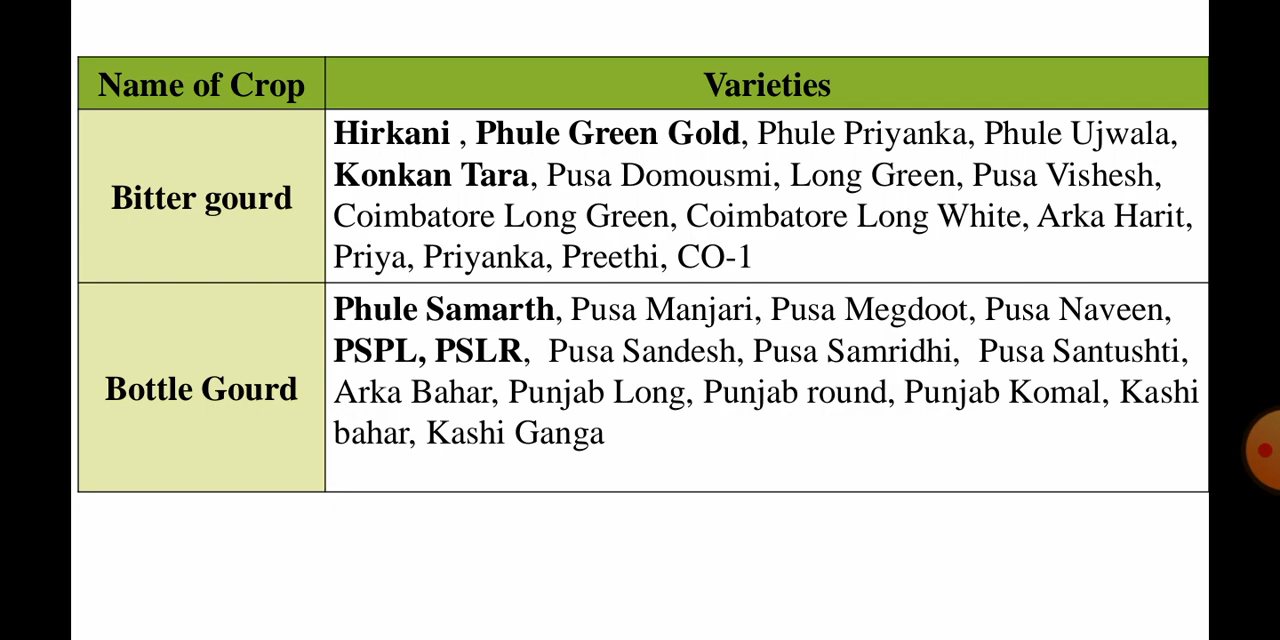 Name of Crop
Varieties
Bitter gourd
Hirkani , Phule Green Gold, Phule Priyanka, Phule Ujwala,
Konkan Tara, Pusa Domousmi, Long Green, Pusa Vishesh,
Coimbatore Long Green, Coimbatore Long White, Arka Harit,
Priya, Priyanka, Preethi, CO-1
Bottle Gourd
Phule Samarth, Pusa Manjari, Pusa Megdoot, Pusa Naveen,
PSPL, PSLR, Pusa Sandesh, Pusa Samridhi, Pusa Santushti,
Arka Bahar, Punjab Long, Punjab round, Punjab Komal, Kashi
bahar, Kashi Ganga